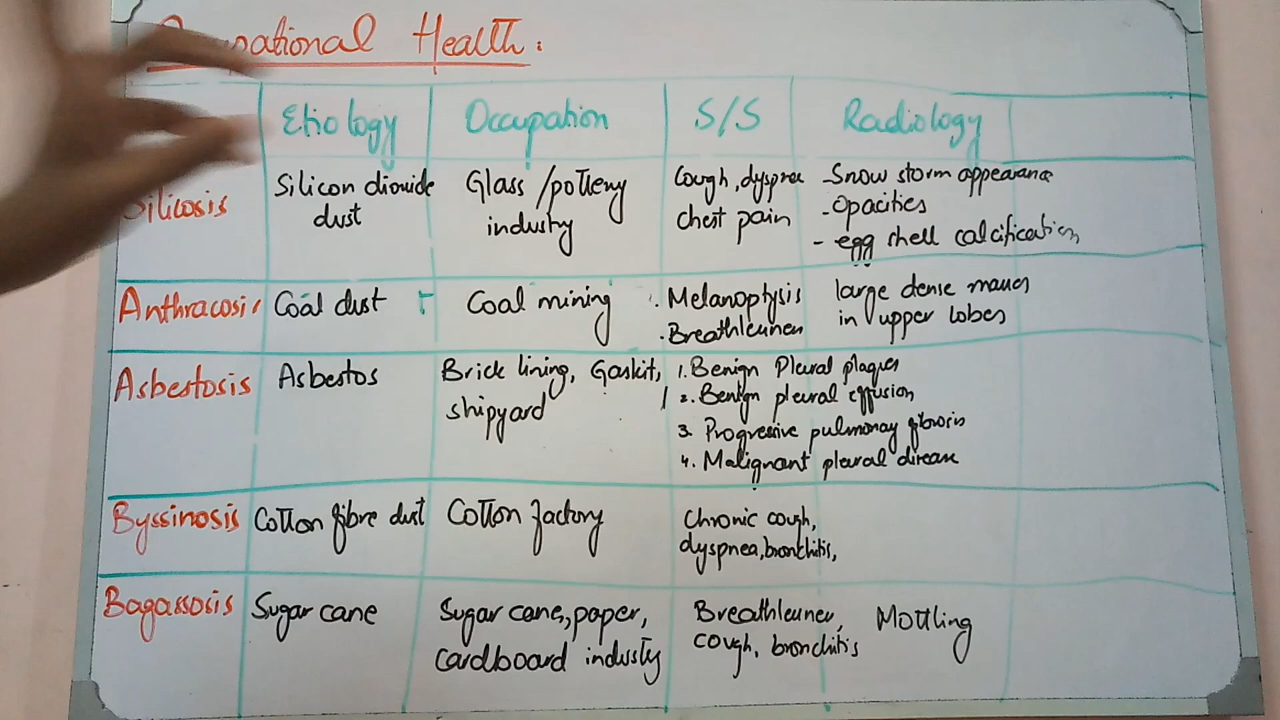 pational Health:
Etiology Occupation S/S Radiology
Silicosis
Silicon dioxide
dust
Glass/pottery
industry
Cough, dyspnea
chest pain
-Snow storm appearance
-Opacities
- egg shell calcification
Anthracosis
Coal dust
Coal mining
. Melanoptysis
.Breathlessness
large dense masses
in upper lobes
Asbestosis
Asbestos
Brick lining, Gaskit,
shipyard
1. Benign Pleural plaques
2. Benign pleural effusion
3. Progressive pulmonay fibrosis
4. Malignant pleural disease
Byssinosis
Cotton fibre dust
Cotton factory
Chronic cough,
dyspnea, bronchitis,
Bagassosis
Sugar cane
Sugar cane, paper,
cardboard industy
Breathlessness,
cough, bronchitis
Mottling